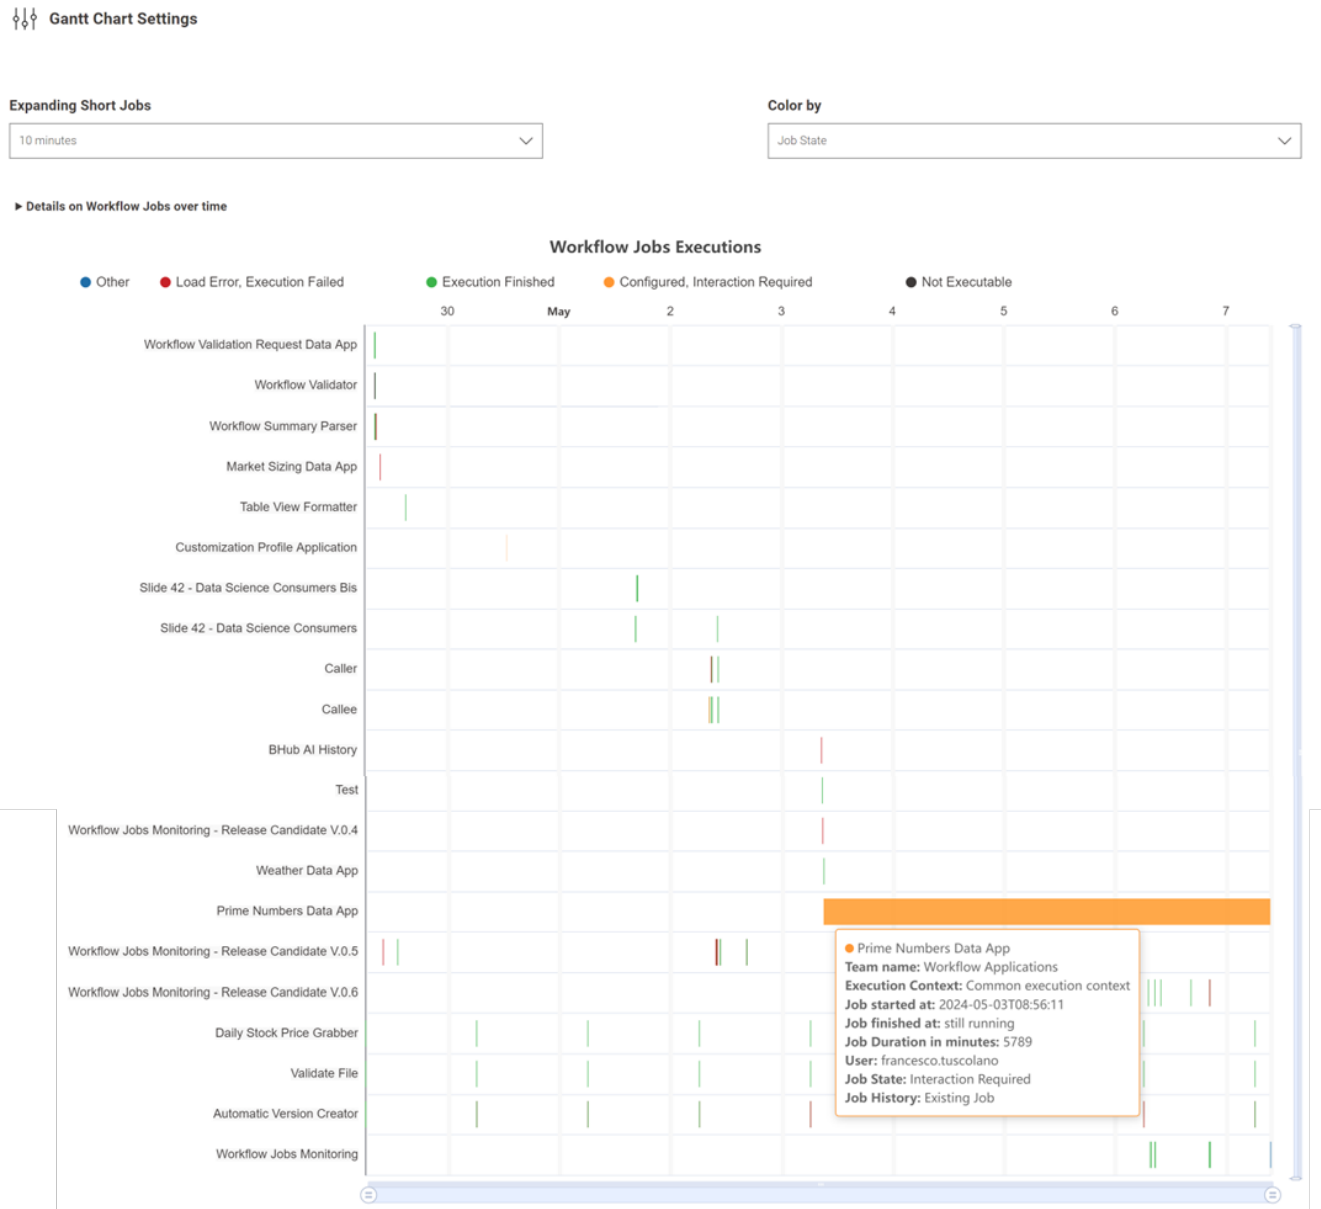 Gantt Chart Settings
Expanding Short Jobs
Color by
10 minutes
Job State
▶ Details on Workflow Jobs over time
Workflow Jobs Executions
Other
Load Error, Execution Failed
Execution Finished
Configured, Interaction Required
Not Executable
30 May 2 3 4 5 6 7
Workflow Validation Request Data App
Workflow Validator
Workflow Summary Parser
Market Sizing Data App
Table View Formatter
Customization Profile Application
Slide 42 - Data Science Consumers Bis
Slide 42 - Data Science Consumers
Caller
Callee
BHub AI History
Test
Workflow Jobs Monitoring - Release Candidate V.0.4
Weather Data App
Prime Numbers Data App
Workflow Jobs Monitoring - Release Candidate V.0.5
Workflow Jobs Monitoring - Release Candidate V.0.6
Daily Stock Price Grabber
Validate File
Automatic Version Creator
Workflow Jobs Monitoring
Prime Numbers Data App
Team name: Workflow Applications
Execution Context: Common execution context
Job started at: 2024-05-03T08:56:11
Job finished at: still running
Job Duration in minutes: 5789
User: francesco.tuscolano
Job State: Interaction Required
Job History: Existing Job